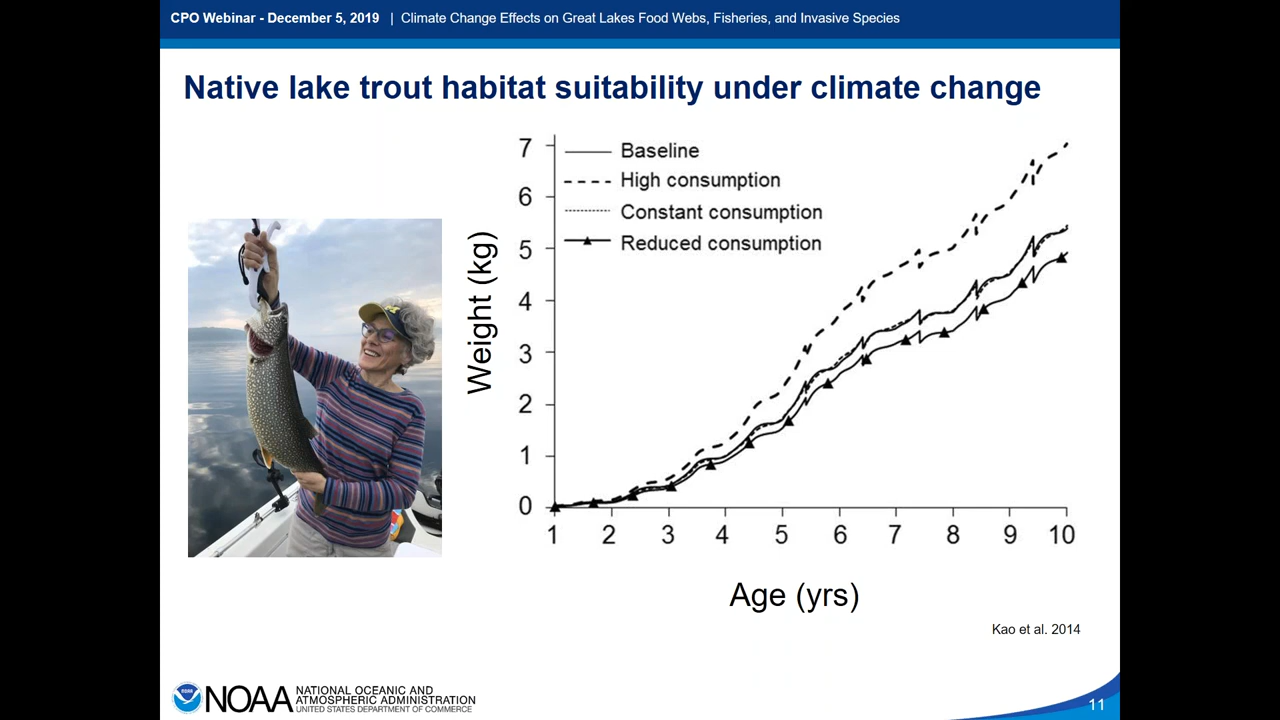 CPO Webinar - December 5, 2019 | Climate Change Effects on Great Lakes Food Webs, Fisheries, and Invasive Species
Native lake trout habitat suitability under climate change
Baseline
High consumption
Constant consumption
Reduced consumption
Weight (kg)
7
6
5
4
3
2
1
0
1 2 3 4 5 6 7 8 9 10
Age (yrs)
Kao et al. 2014
NOAA
NATIONAL OCEANIC AND
ATMOSPHERIC ADMINISTRATION
UNITED STATES DEPARTMENT OF COMMERCE
11